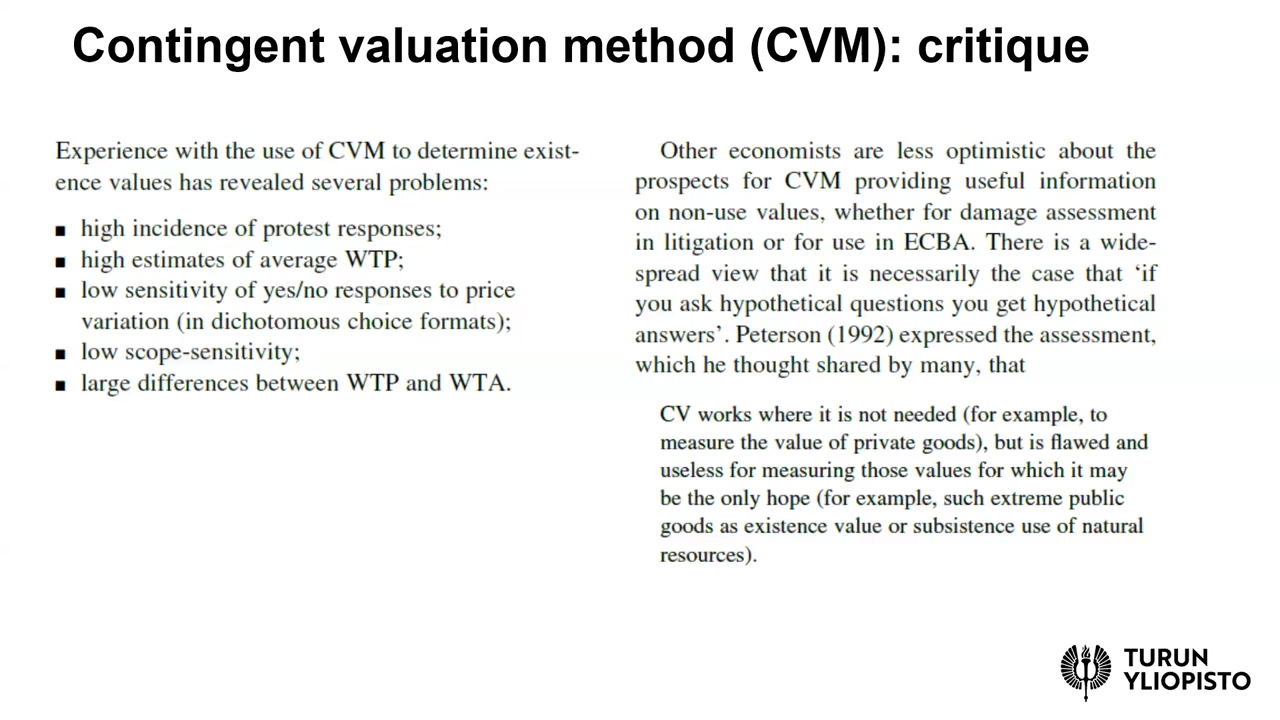 Contingent valuation method (CVM): critique
Experience with the use of CVM to determine exist-
ence values has revealed several problems:
■ high incidence of protest responses;
■ high estimates of average WTP;
■ low sensitivity of yes/no responses to price
variation (in dichotomous choice formats);
■ low scope-sensitivity;
■ large differences between WTP and WTA.
Other economists are less optimistic about the
prospects for CVM providing useful information
on non-use values, whether for damage assessment
in litigation or for use in ECBA. There is a wide-
spread view that it is necessarily the case that ‘if
you ask hypothetical questions you get hypothetical
answers’. Peterson (1992) expressed the assessment,
which he thought shared by many, that
CV works where it is not needed (for example, to
measure the value of private goods), but is flawed and
useless for measuring those values for which it may
be the only hope (for example, such extreme public
goods as existence value or subsistence use of natural
resources).
TURUN
YLIOPISTO